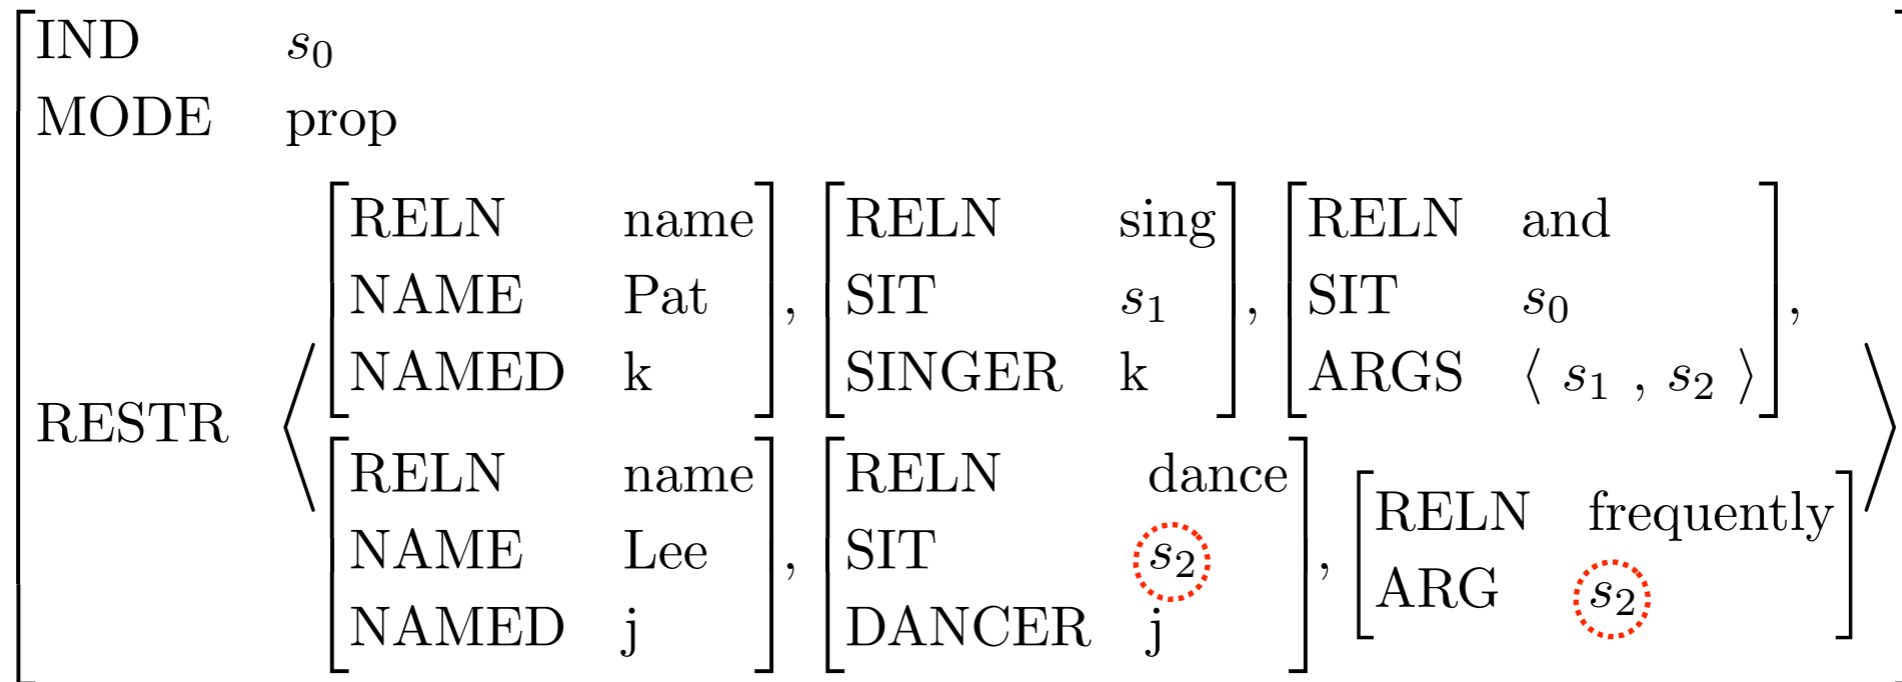 IND s₀
MODE prop
RELN name RELN sing RELN and
NAME Pat , SIT s₁ , SIT s₀ ,
NAMED k SINGER k ARGS ⟨ s₁ , s₂ ⟩
RESTR ⟨ ⟩
RELN name RELN dance RELN frequently
NAME Lee , SIT s₂ , ARG s₂
NAMED j DANCER j